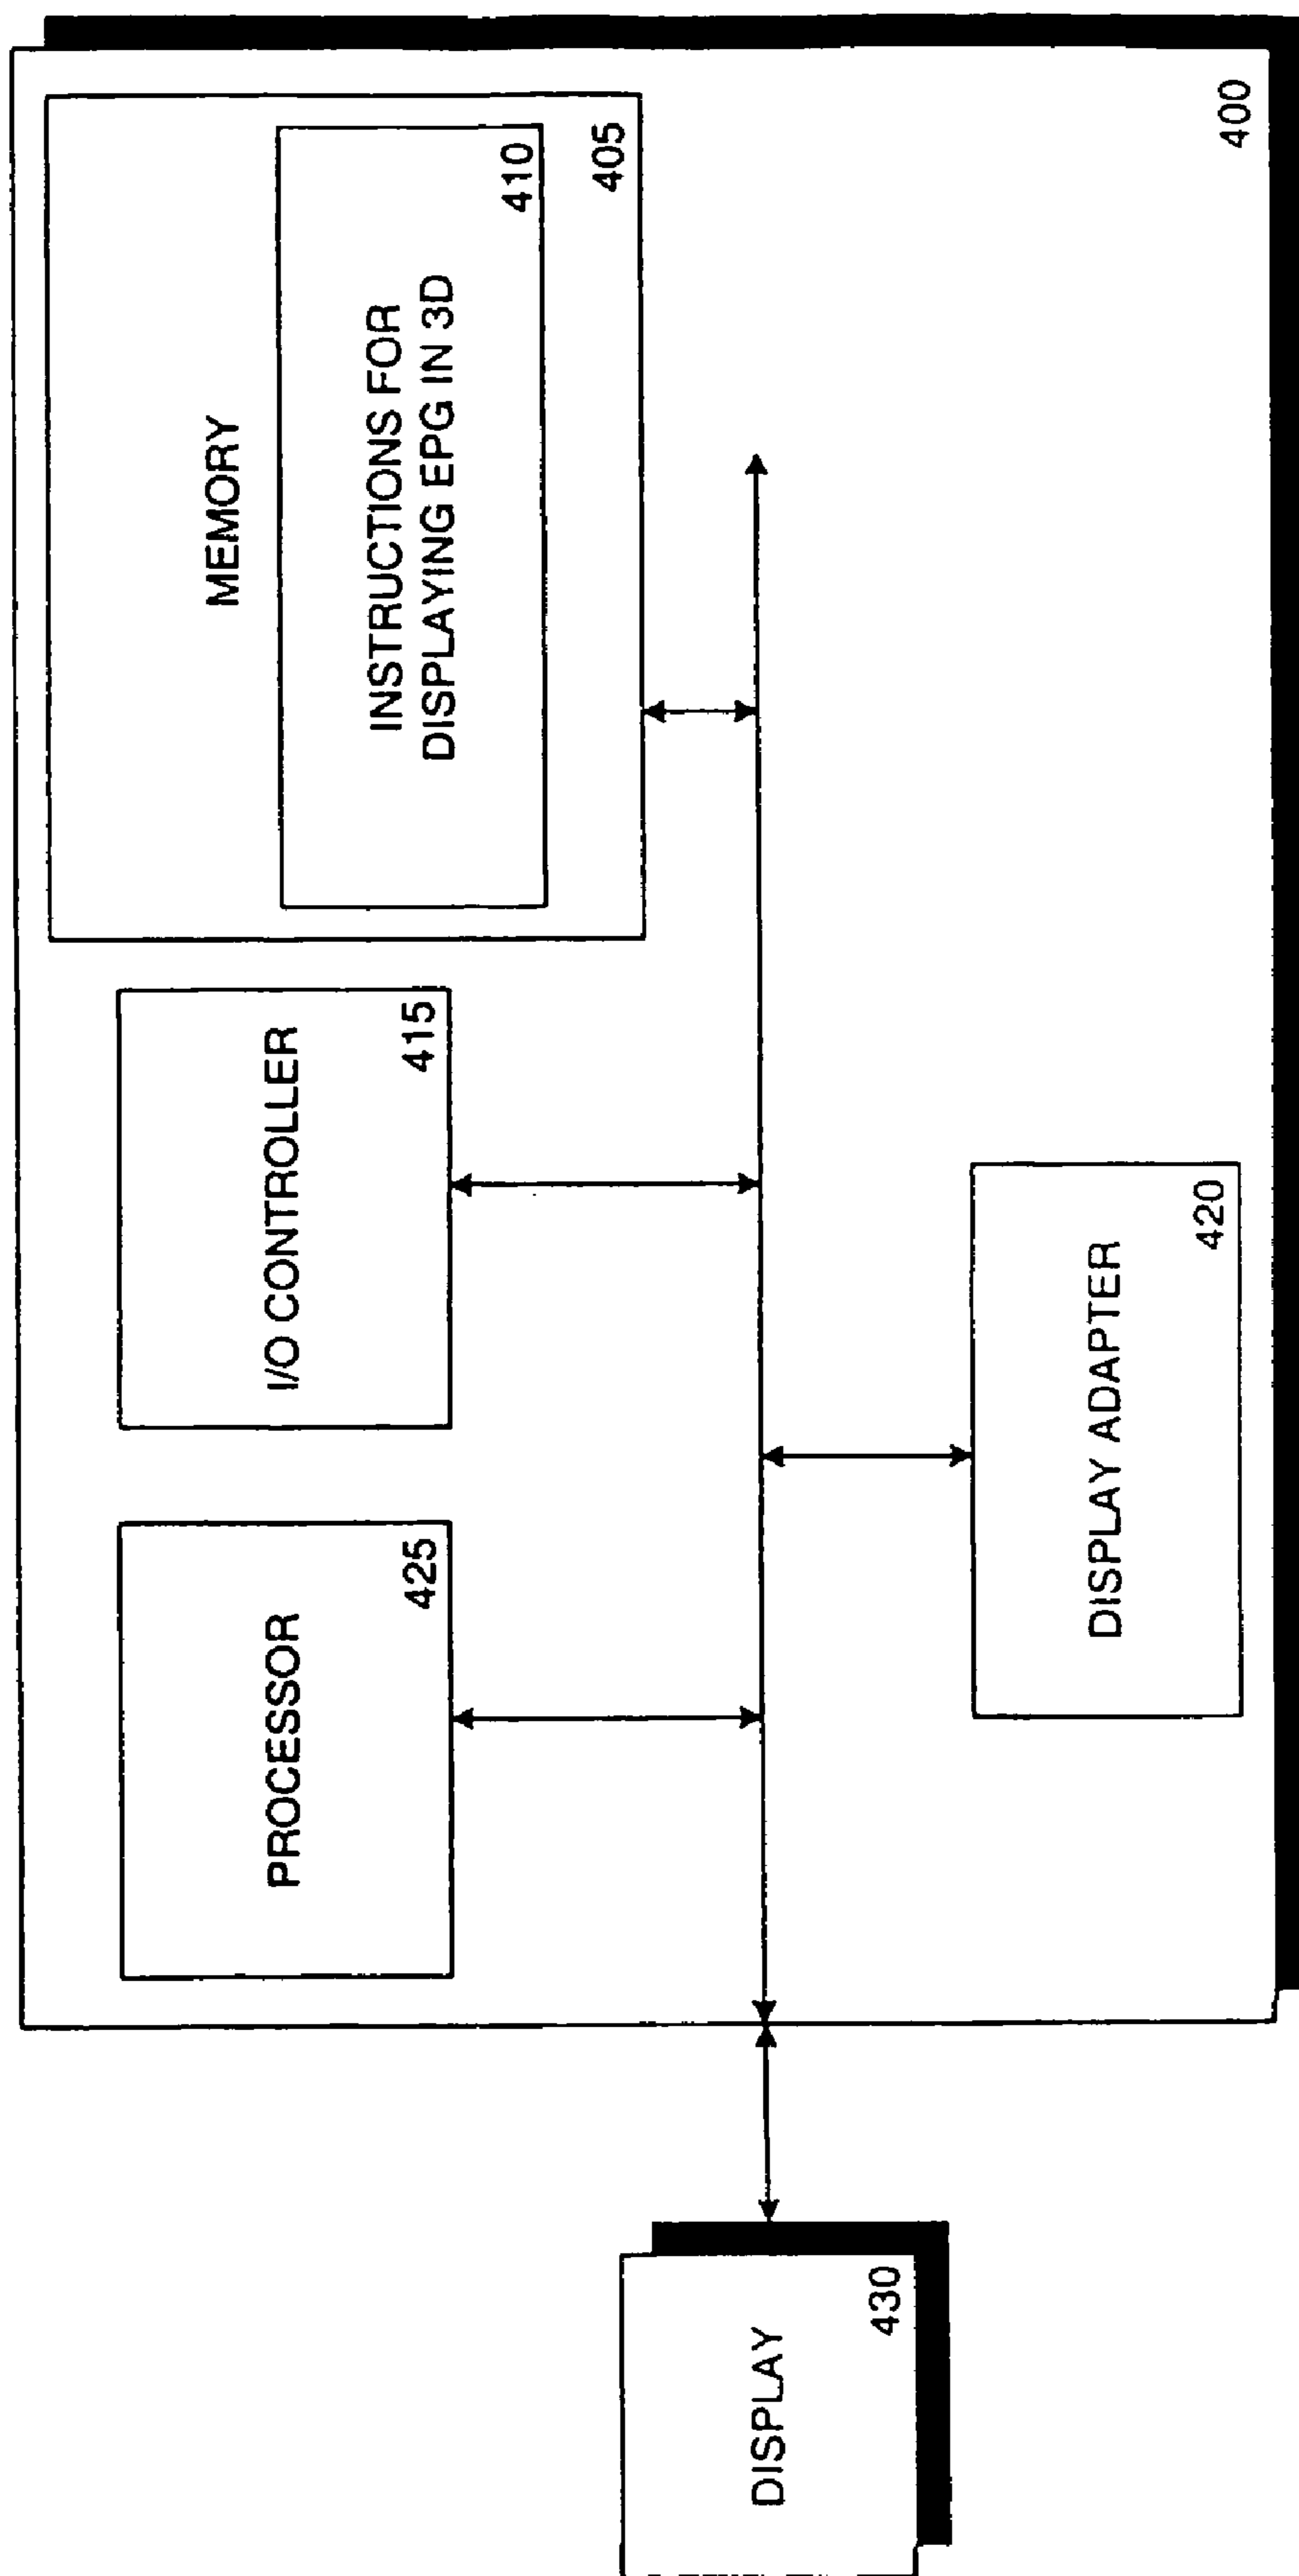 MEMORY
INSTRUCTIONS FOR
DISPLAYING EPG IN 3D
410
405
I/O CONTROLLER
415
PROCESSOR
425
DISPLAY ADAPTER
420
400
DISPLAY
430